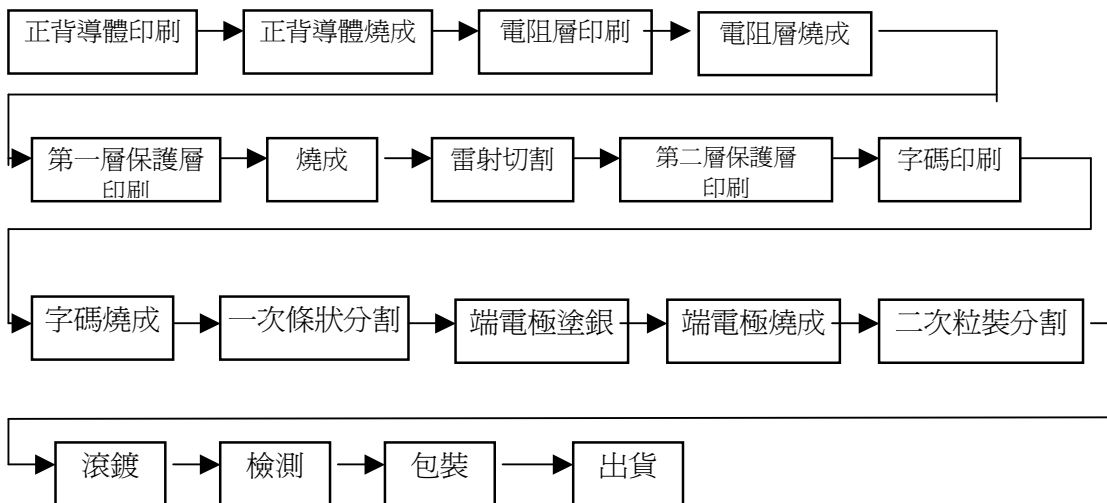 正背導體印刷
正背導體燒成
電阻層印刷
電阻層燒成
第一層保護層
印刷
燒成
雷射切割
第二層保護層
印刷
字碼印刷
字碼燒成
一次條狀分割
端電極塗銀
端電極燒成
二次粒裝分割
滾鍍
檢測
包裝
出貨